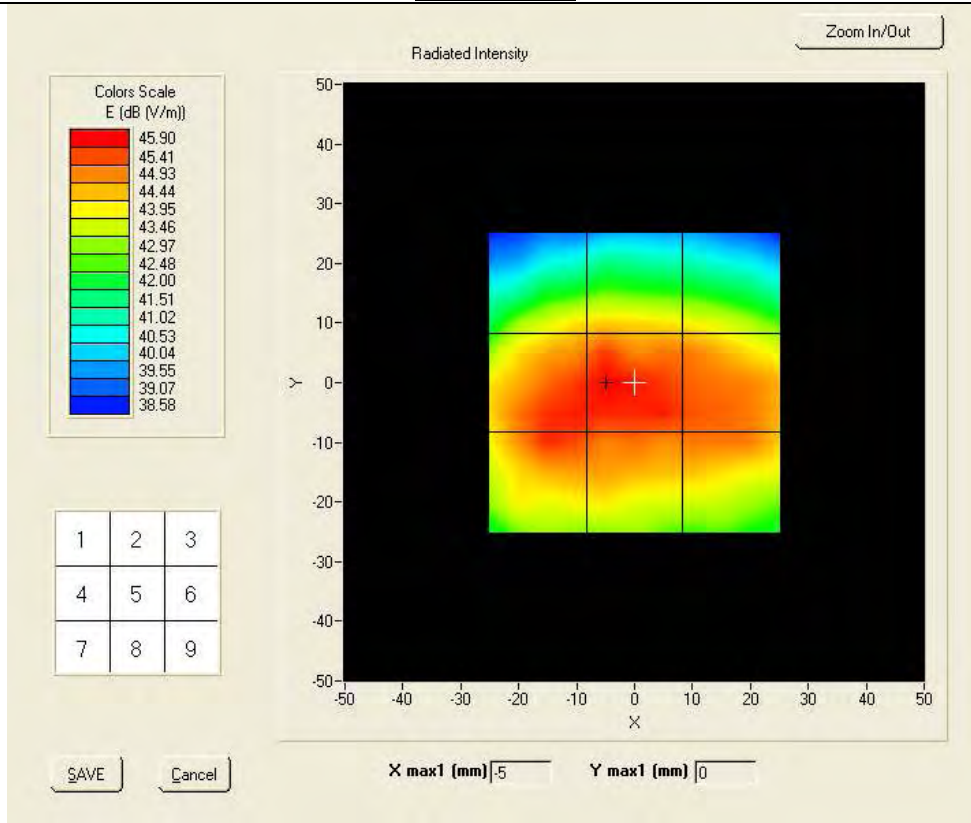 Zoom In/Out
Radiated Intensity
Colors Scale
E (dB (V/m))
45.90
45.41
44.93
44.44
43.95
43.46
42.97
42.48
42.00
41.51
41.02
40.53
40.04
39.55
39.07
38.58
1 2 3
4 5 6
7 8 9
50
40
30
20
10
0
-10
-20
-30
-40
-50
Y
-50 -40 -30 -20 -10 0 10 20 30 40 50
X
SAVE Cancel X max1 (mm) -5 Y max1 (mm) 0